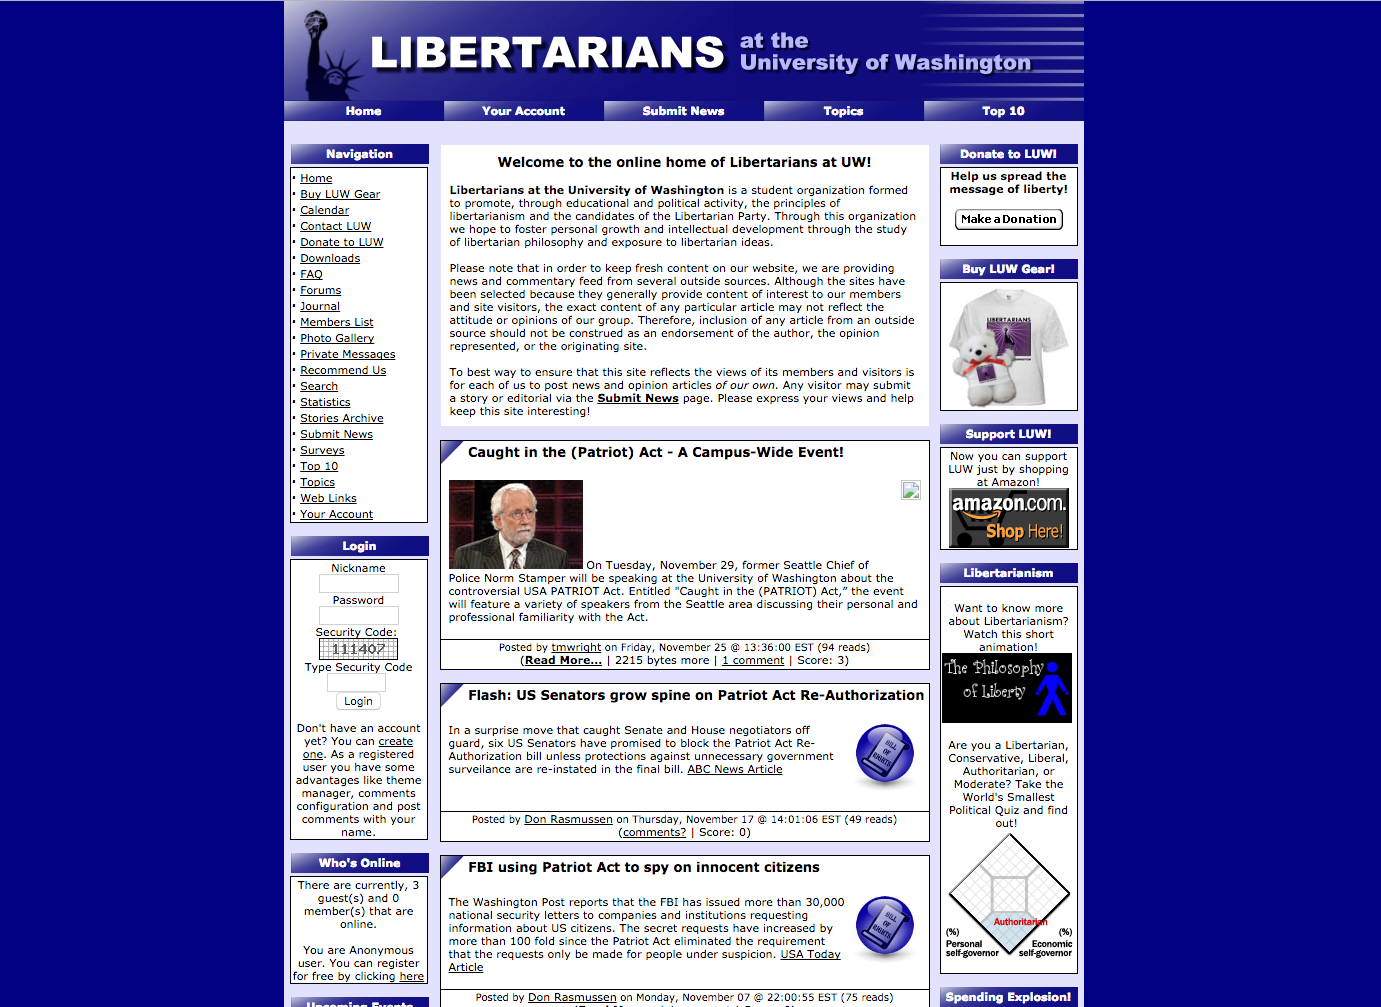 LIBERTARIANS
at the
University of Washington
Home
Your Account
Submit News
Topics
Top 10
Navigation
· Home
· Buy LUW Gear
· Calendar
· Contact LUW
· Donate to LUW
· Downloads
· FAQ
· Forums
· Journal
· Members List
· Photo Gallery
· Private Messages
· Recommend Us
· Search
· Statistics
· Stories Archive
· Submit News
· Surveys
· Top 10
· Topics
· Web Links
· Your Account
Login
Nickname
Password
Security Code:
111407
Type Security Code
Login
Don't have an account
yet? You can create
one. As a registered
user you have some
advantages like theme
manager, comments
configuration and post
comments with your
name.
Who's Online
There are currently, 3
guest(s) and 0
member(s) that are
online.
You are Anonymous
user. You can register
for free by clicking here
Upcoming Events
Welcome to the online home of Libertarians at UW!
Libertarians at the University of Washington is a student organization formed
to promote, through educational and political activity, the principles of
libertarianism and the candidates of the Libertarian Party. Through this organization
we hope to foster personal growth and intellectual development through the study
of libertarian philosophy and exposure to libertarian ideas.
Please note that in order to keep fresh content on our website, we are providing
news and commentary feed from several outside sources. Although the sites have
been selected because they generally provide content of interest to our members
and site visitors, the exact content of any particular article may not reflect the
attitude or opinions of our group. Therefore, inclusion of any article from an outside
source should not be construed as an endorsement of the author, the opinion
represented, or the originating site.
To best way to ensure that this site reflects the views of its members and visitors is
for each of us to post news and opinion articles of our own. Any visitor may submit
a story or editorial via the Submit News page. Please express your views and help
keep this site interesting!
Caught in the (Patriot) Act - A Campus-Wide Event!
On Tuesday, November 29, former Seattle Chief of
Police Norm Stamper will be speaking at the University of Washington about the
controversial USA PATRIOT Act. Entitled "Caught in the (PATRIOT) Act,” the event
will feature a variety of speakers from the Seattle area discussing their personal and
professional familiarity with the Act.
Posted by tmwright on Friday, November 25 @ 13:36:00 EST (94 reads)
(Read More... | 2215 bytes more | 1 comment | Score: 3)
Flash: US Senators grow spine on Patriot Act Re-Authorization
In a surprise move that caught Senate and House negotiators off
guard, six US Senators have promised to block the Patriot Act Re-
Authorization bill unless protections against unnecessary government
surveilance are re-instated in the final bill. ABC News Article
BILL
OF
RIGHTS
Posted by Don Rasmussen on Thursday, November 17 @ 14:01:06 EST (49 reads)
(comments? | Score: 0)
FBI using Patriot Act to spy on innocent citizens
The Washington Post reports that the FBI has issued more than 30,000
national security letters to companies and institutions requesting
information about US citizens. The secret requests have increased by
more than 100 fold since the Patriot Act eliminated the requirement
that the requests only be made for people under suspicion. USA Today
Article
BILL
OF
RIGHTS
Posted by Don Rasmussen on Monday, November 07 @ 22:00:55 EST (75 reads)
Donate to LUW!
Help us spread the
message of liberty!
Make a Donation
Buy LUW Gear!
LIBERTARIANS
Support LUW!
Now you can support
LUW just by shopping
at Amazon!
amazon.com.
Shop Here!
Libertarianism
Want to know more
about Libertarianism?
Watch this short
animation!
The Philosophy
of Liberty
Are you a Libertarian,
Conservative, Liberal,
Authoritarian, or
Moderate? Take the
World's Smallest
Political Quiz and find
out!
Authoritarian
(%)
Personal
self-governor
(%)
Economic
self-governor
Spending Explosion!